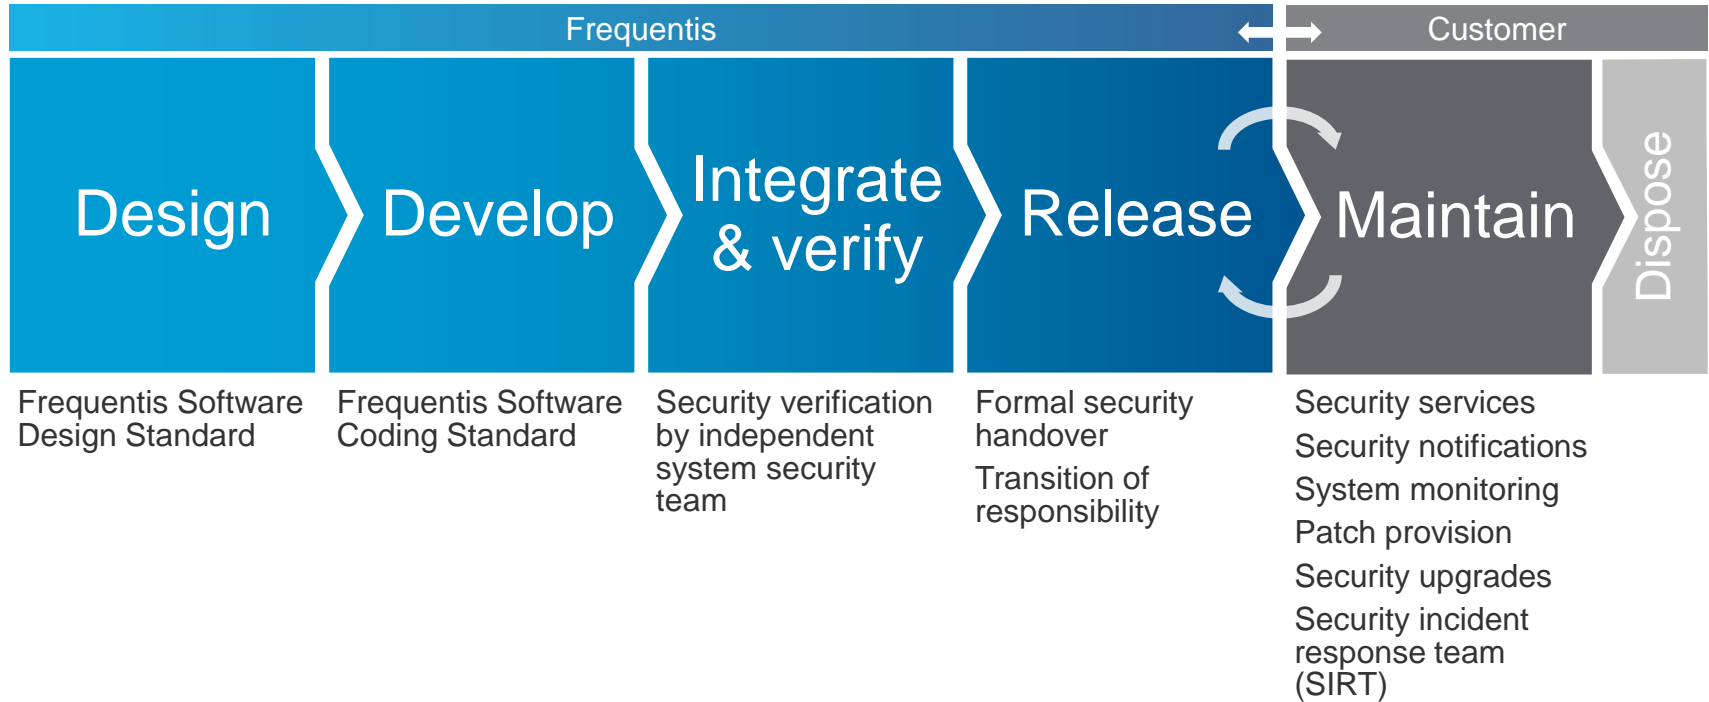 Frequentis
Customer
Design
Develop
Integrate
& verify
Release
Maintain
Dispose
Frequentis Software
Design Standard
Frequentis Software
Coding Standard
Security verification
by independent
system security
team
Formal security
handover
Transition of
responsibility
Security services
Security notifications
System monitoring
Patch provision
Security upgrades
Security incident
response team
(SIRT)